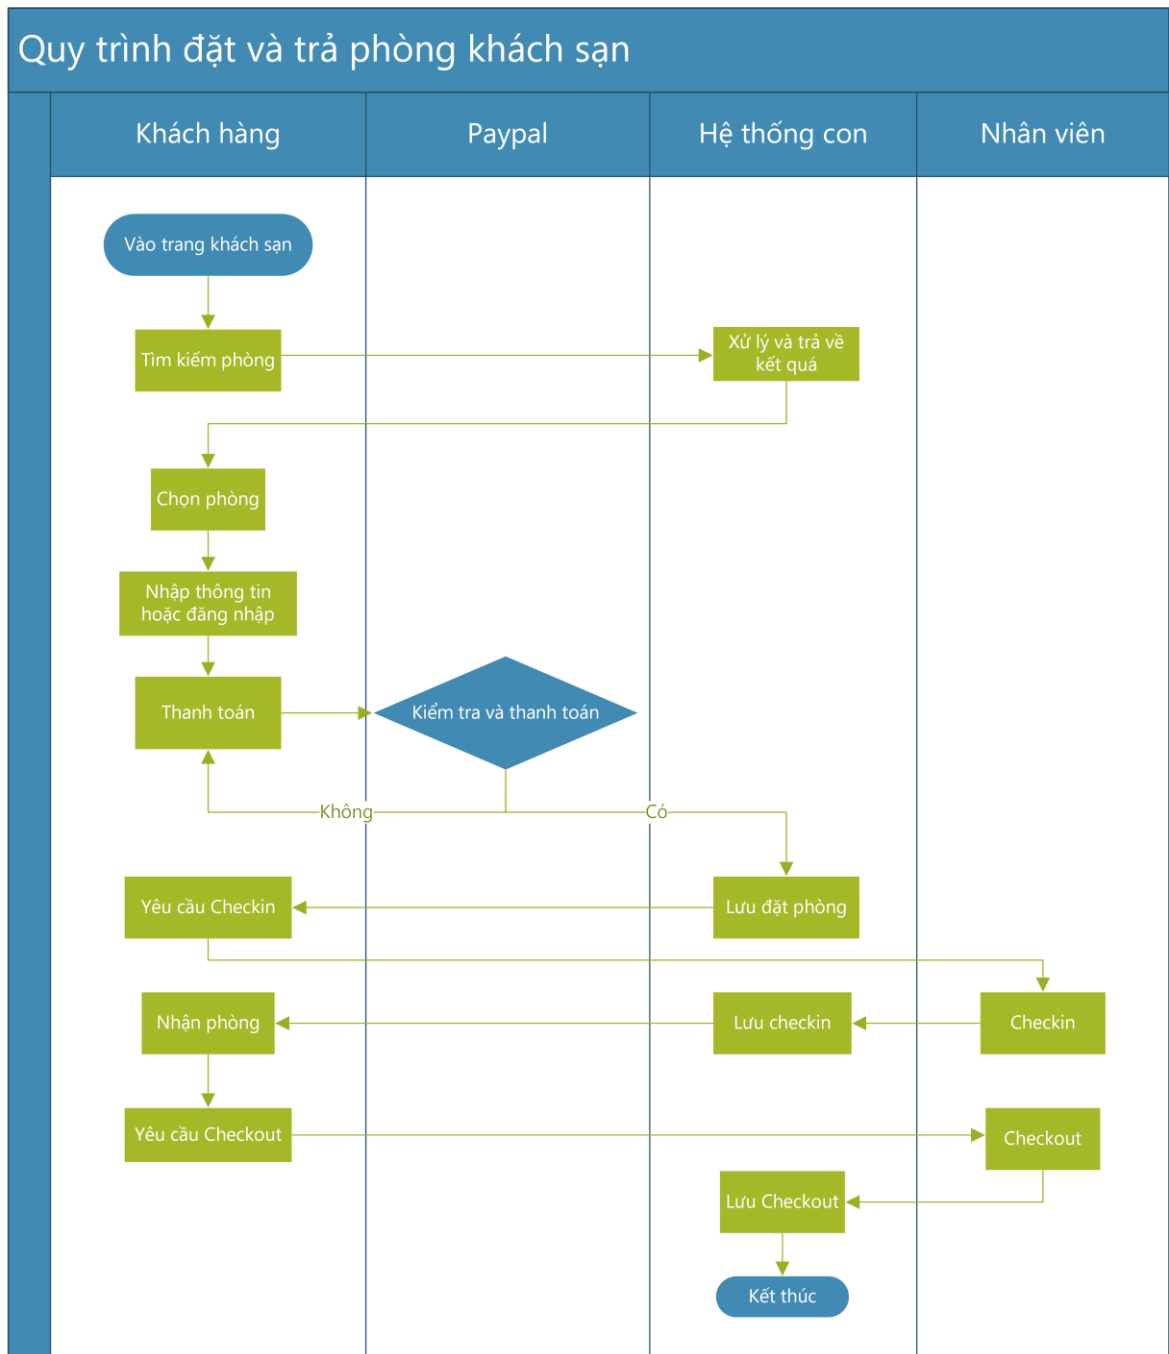 Quy trình đặt và trả phòng khách sạn
Khách hàng
Paypal
Hệ thống con
Nhân viên
Vào trang khách sạn
Tìm kiếm phòng
Xử lý và trả về
kết quá
Chọn phòng
Nhập thông tin
hoặc đăng nhập
Thanh toán
Kiểm tra và thanh toán
Không
Có
Yêu cầu Checkin
Lưu đặt phòng
Nhận phòng
Lưu checkin
Checkin
Yêu cầu Checkout
Checkout
Lưu Checkout
Kết thúc